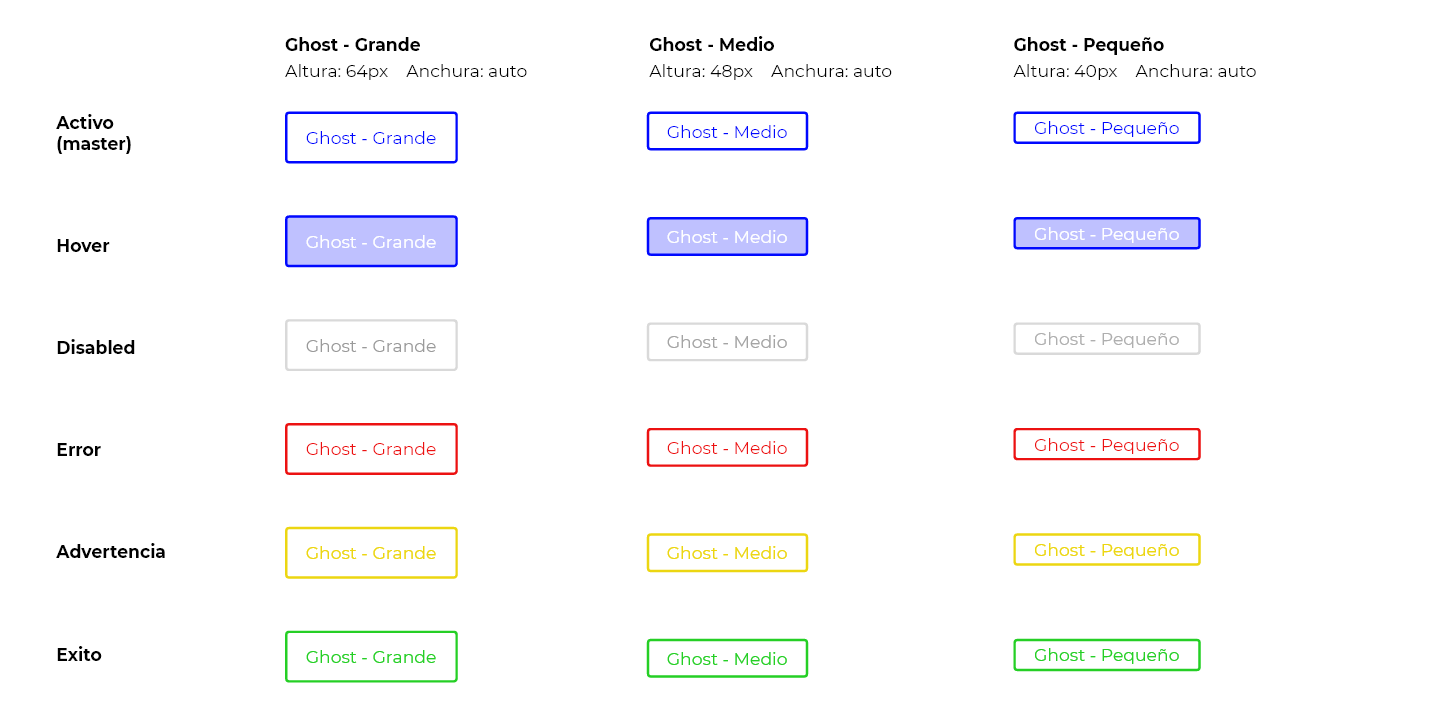 Ghost - Grande
Altura: 64px Anchura: auto
Ghost - Medio
Altura: 48px Anchura: auto
Ghost - Pequeño
Altura: 40px Anchura: auto
Activo
(master)
Ghost - Grande
Ghost - Medio
Ghost - Pequeño
Hover
Ghost - Grande
Ghost - Medio
Ghost - Pequeño
Disabled
Ghost - Grande
Ghost - Medio
Ghost - Pequeño
Error
Ghost - Grande
Ghost - Medio
Ghost - Pequeño
Advertencia
Ghost - Grande
Ghost - Medio
Ghost - Pequeño
Exito
Ghost - Grande
Ghost - Medio
Ghost - Pequeño